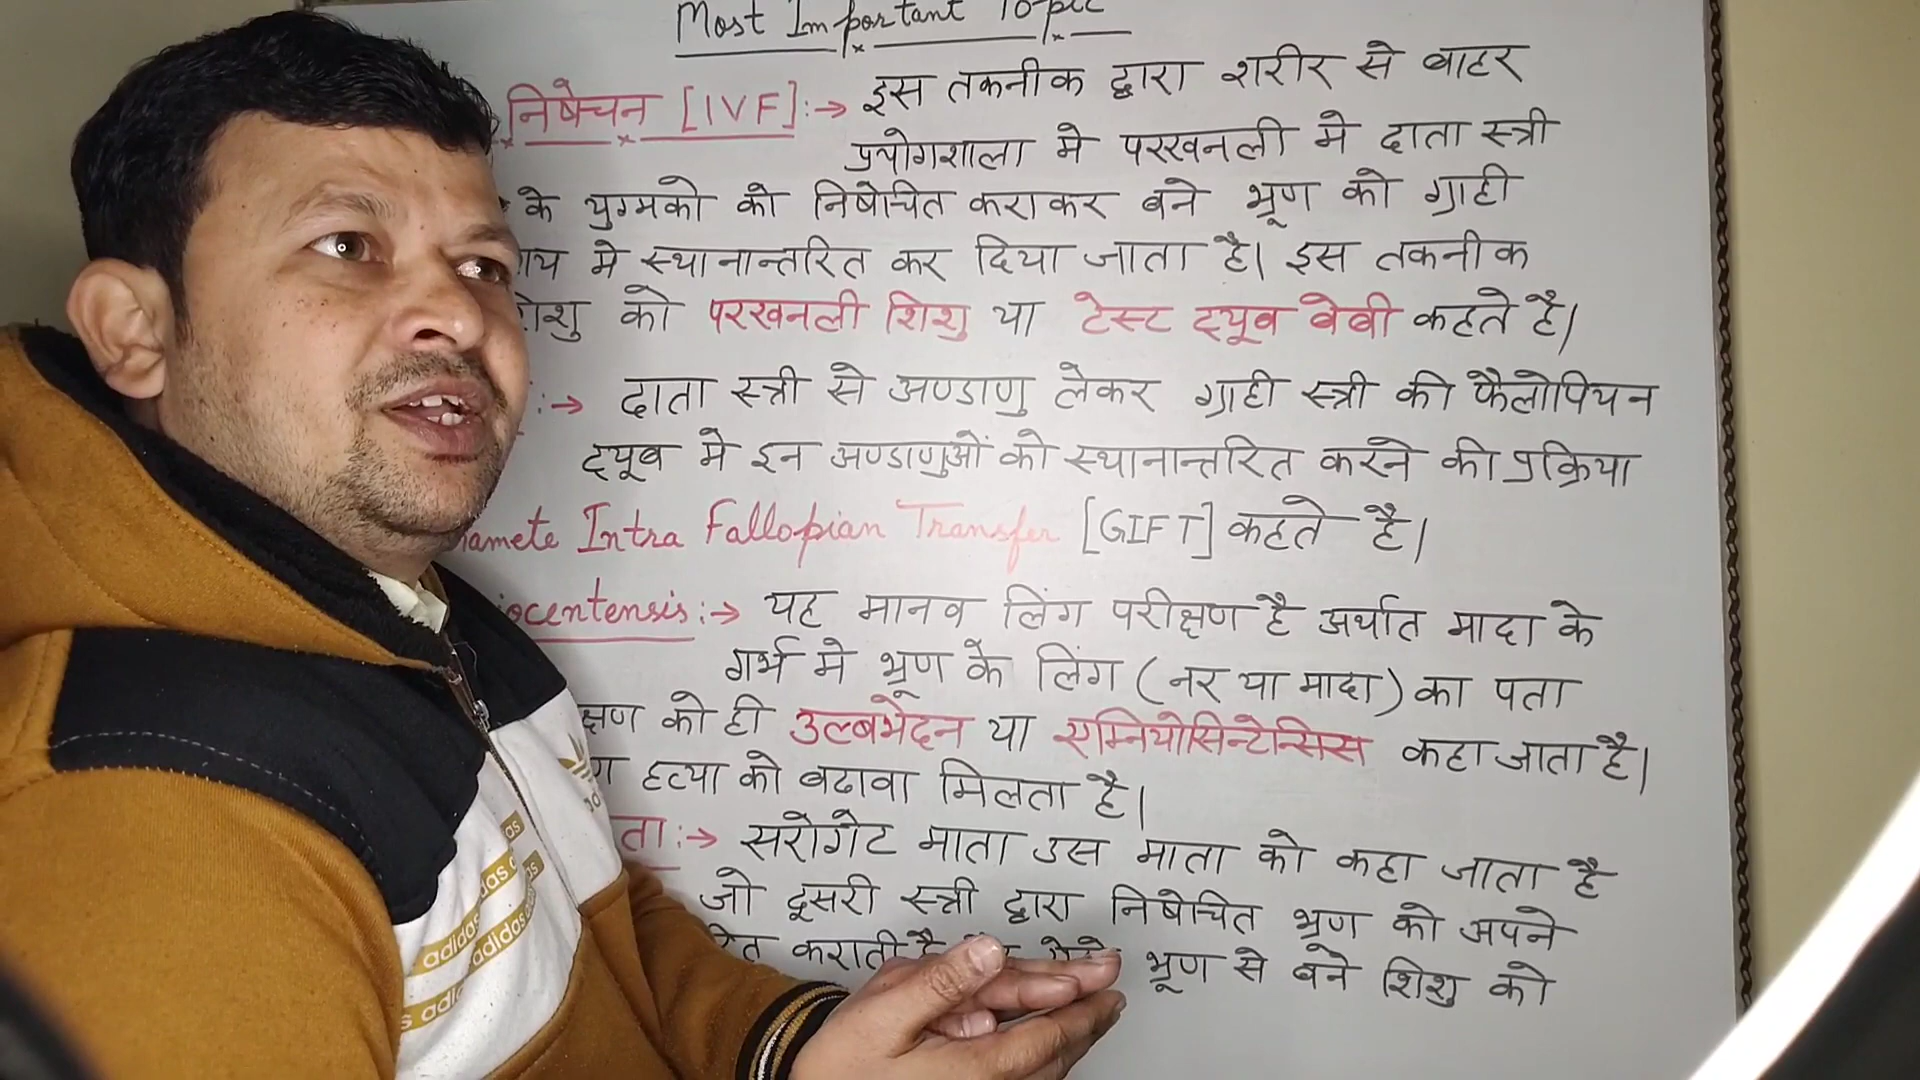 Most Important Topic
निषेचन [IVF]:→ इस तकनीक द्वारा शरीर से बाहर
प्रयोगशाला मे परखनली मे दाता स्त्री
के युग्मको को निषेचित कराकर बने भ्रूण को ग्राही
मे स्थानान्तरित कर दिया जाता है। इस तकनीक
को परखनली शिशु या टेस्ट ट्यूब बेबी कहते है।
:→ दाता स्त्री से अण्डाणु लेकर ग्राही स्त्री की फैलोपियन
ट्यूब मे इन अण्डाणुओं को स्थानान्तरित करने की प्रक्रिया
Intra Fallopian Transfer [GIFT] कहते है।
iocentensis:→ यह मानव लिंग परीक्षण है अर्थात मादा के
गर्भ मे भ्रूण के लिंग (नर या मादा) का पता
को ही उल्बभेदन या एम्नियोसिन्टेन्सिस कहा जाता है।
हत्या को बढावा मिलता है।
ता:→ सरोगेट माता उस माता को कहा जाता है
जो दूसरी स्त्री द्वारा निषेचित भ्रूण को अपने
कराती है भ्रूण से बने शिशु को
adidas
adidas